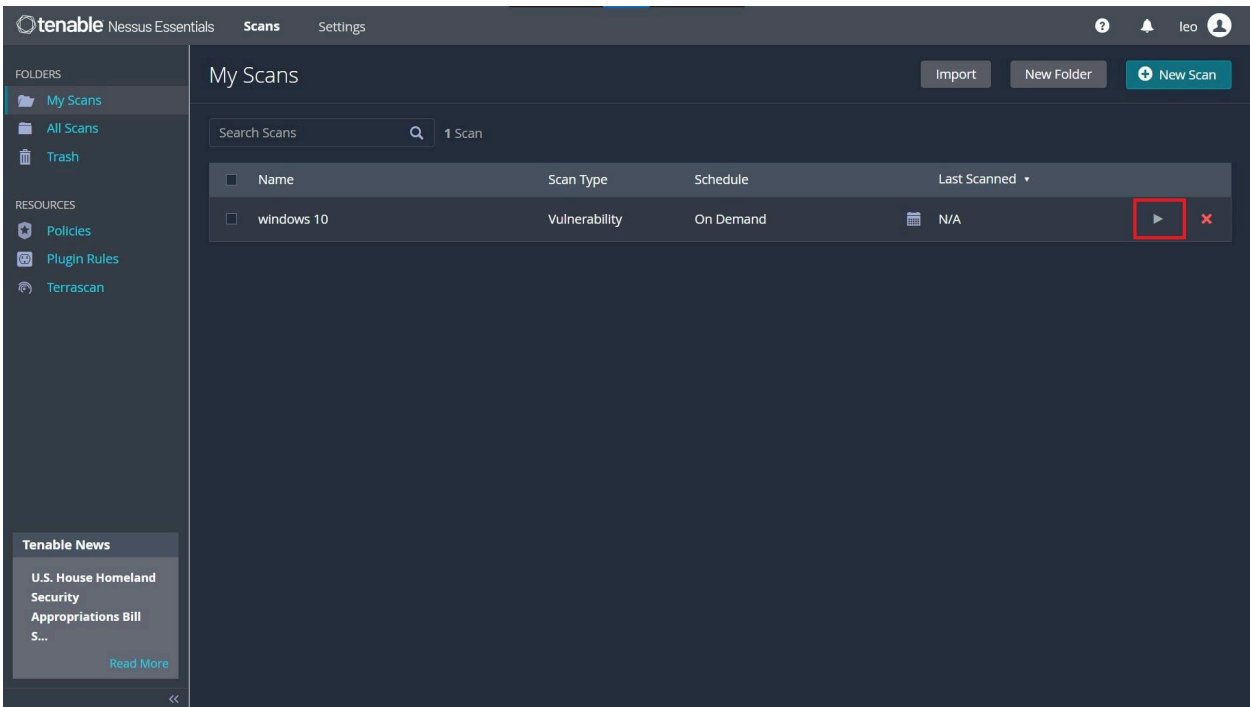 tenable Nessus Essentials Scans Settings leo
FOLDERS
My Scans
All Scans
Trash
RESOURCES
Policies
Plugin Rules
Terrascan
Tenable News
U.S. House Homeland
Security
Appropriations Bill
S...
Read More
My Scans
Import New Folder New Scan
Search Scans 1 Scan
Name Scan Type Schedule Last Scanned
windows 10 Vulnerability On Demand N/A